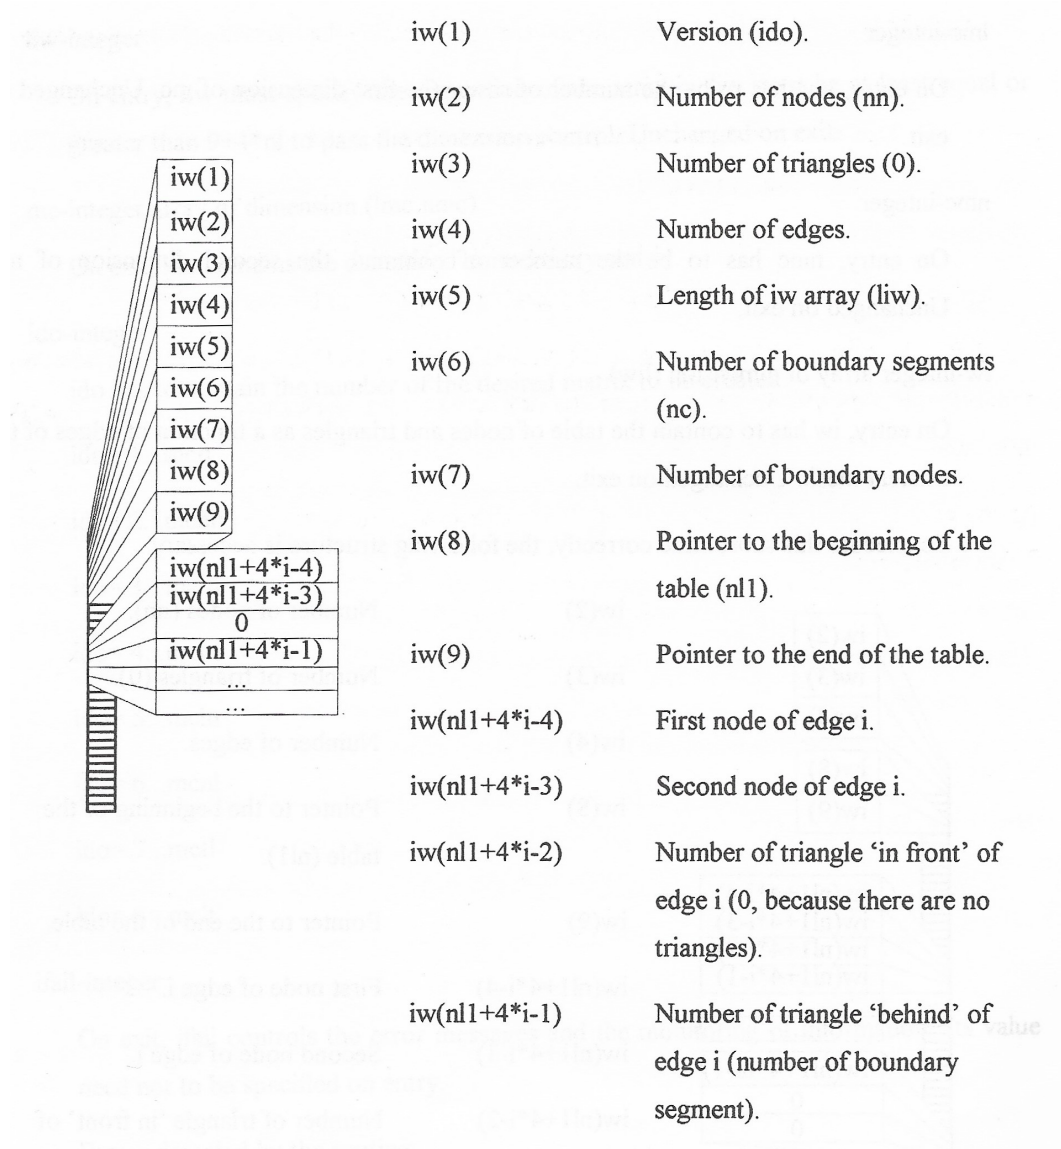 iw(1) Version (ido).
iw(2) Number of nodes (nn).
iw(3) Number of triangles (0).
iw(4) Number of edges.
iw(5) Length of iw array (liw).
iw(6) Number of boundary segments
(nc).
iw(7) Number of boundary nodes.
iw(8) Pointer to the beginning of the
table (nl1).
iw(9) Pointer to the end of the table.
iw(nl1+4*i-4) First node of edge i.
iw(nl1+4*i-3) Second node of edge i.
iw(nl1+4*i-2) Number of triangle ‘in front’ of
edge i (0, because there are no
triangles).
iw(nl1+4*i-1) Number of triangle ‘behind’ of
edge i (number of boundary
segment).
iw(1)
iw(2)
iw(3)
iw(4)
iw(5)
iw(6)
iw(7)
iw(8)
iw(9)
iw(nl1+4*i-4)
iw(nl1+4*i-3)
0
iw(nl1+4*i-1)
...
...